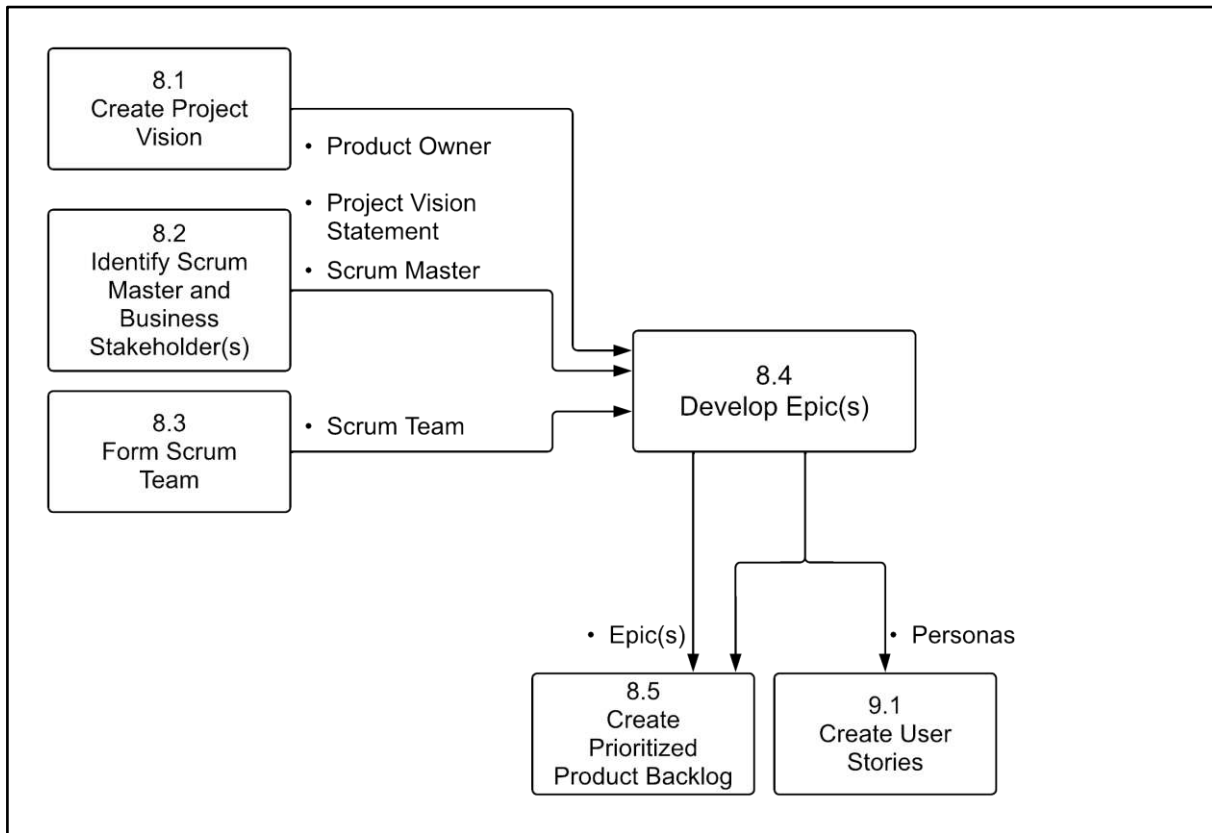 8.1
Create Project
Vision
• Product Owner
• Project Vision
Statement
• Scrum Master
8.2
Identify Scrum
Master and
Business
Stakeholder(s)
8.3
Form Scrum
Team
• Scrum Team
8.4
Develop Epic(s)
• Epic(s)
• Personas
8.5
Create
Prioritized
Product Backlog
9.1
Create User
Stories